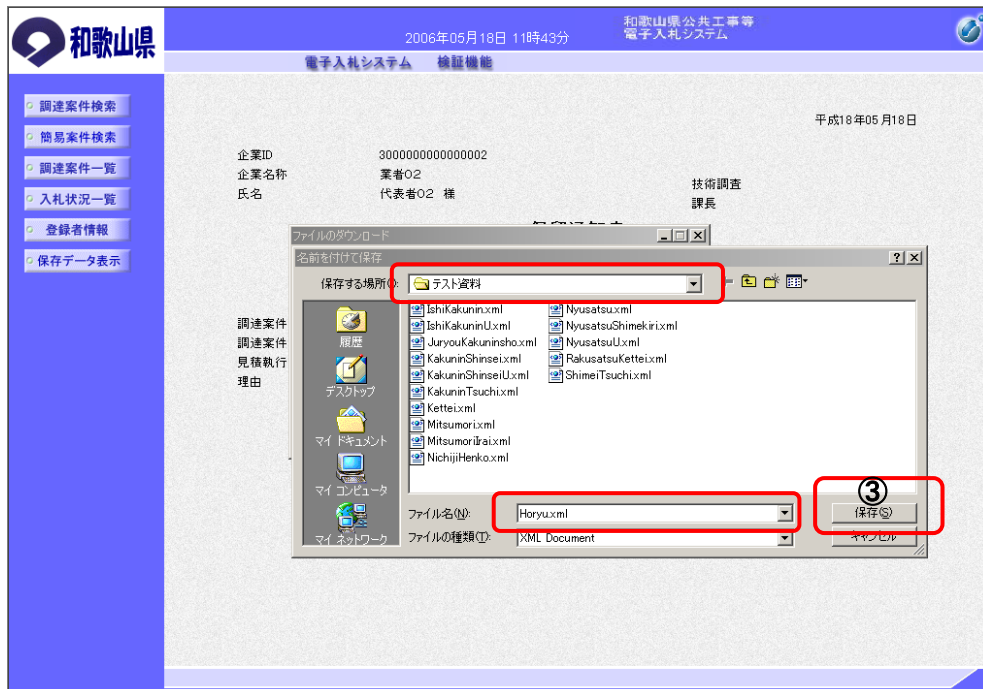 和歌山県
2006年05月18日 11時43分
和歌山県公共工事等
電子入札システム
電子入札システム 検証機能
調達案件検索
簡易案件検索
調達案件一覧
入札状況一覧
登録者情報
保存データ表示
平成18年05月18日
企業ID 3000000000000002
企業名称 業者02
氏名 代表者02 様
技術調査
課長
調達案件
調達案件
見積執行
理由
ファイルのダウンロード
名前を付けて保存
保存する場所(I): テスト資料
履歴
デスクトップ
マイ ドキュメント
マイ コンピュータ
マイ ネットワーク
IshiKakunin.xml
IshiKakuninU.xml
JuryouKakuninsho.xml
KakuninShinsei.xml
KakuninShinseiU.xml
KakuninTsuchi.xml
Kettei.xml
Mitsumori.xml
MitsumoriIrai.xml
NichijiHenko.xml
Nyusatsu.xml
NyusatsuShimekiri.xml
NyusatsuU.xml
RakusatsuKettei.xml
ShimeiTsuchi.xml
③
ファイル名(N): Horyu.xml 保存(S)
ファイルの種類(T): XML Document キャンセル